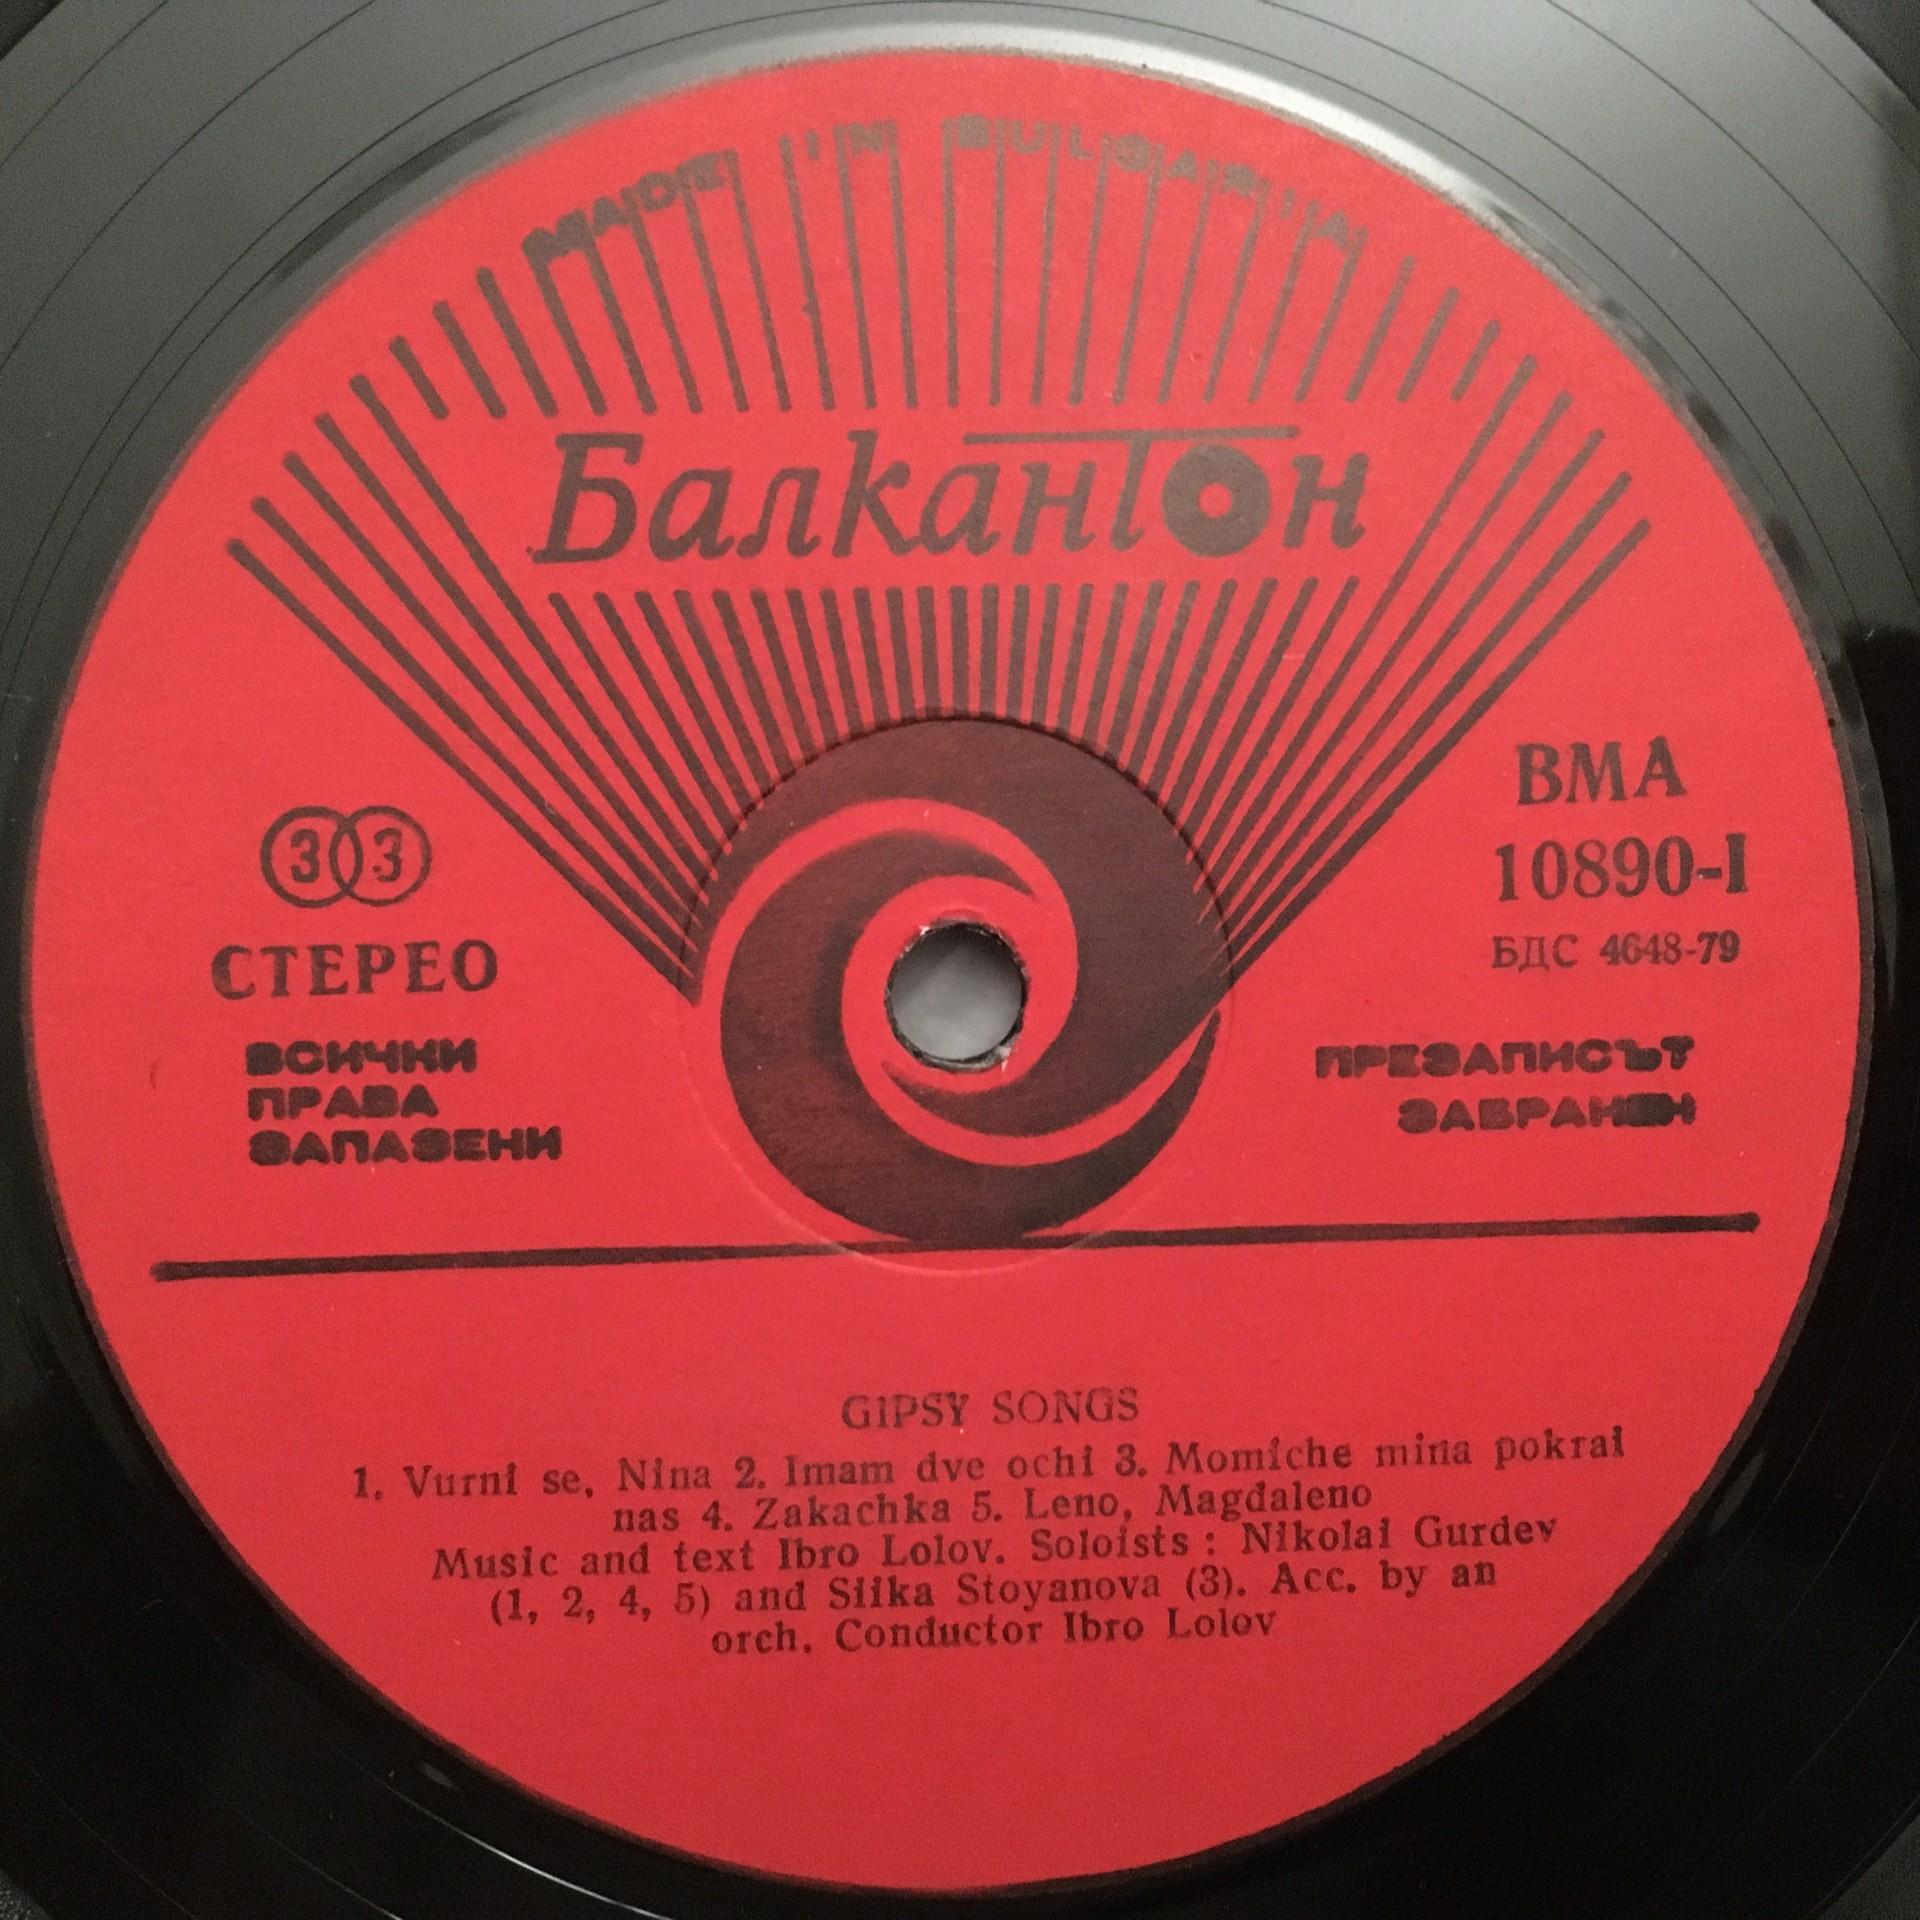 MADE IN BULGARIA
Балкантон
33
СТЕРЕО
ВСИЧКИ
ПРАВА
ЗАПАЗЕНИ
ВМА
10890-I
БДС 4648-79
ПРЕЗАПИСЪТ
ЗАБРАНЕН
GIPSY SONGS
1. Vurni se, Nina 2. Imam dve ochi 3. Momiche mina pokrai
nas 4. Zakachka 5. Leno, Magdaleno
Music and text Ibro Lolov. Soloists : Nikolai Gurdev
(1, 2, 4, 5) and Silka Stoyanova (3). Acc. by an
orch. Conductor Ibro Lolov